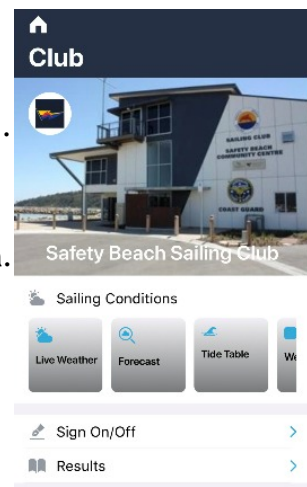 Club
SAILING CLUB
SAFETY BEACH
COMMUNITY CENTRE
COAST GUARD
Safety Beach Sailing Club
Sailing Conditions
Live Weather
Forecast
Tide Table
We
Sign On/Off
Results